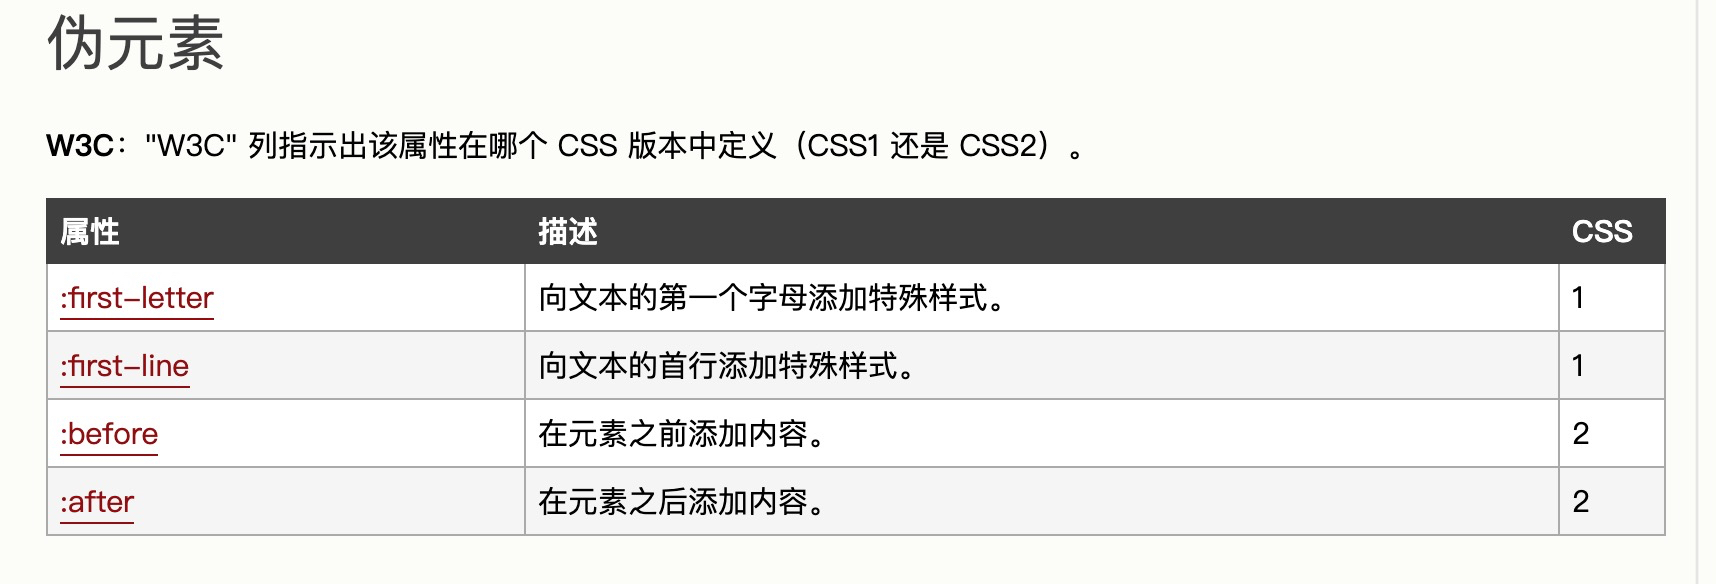 伪元素
W3C："W3C" 列指示出该属性在哪个 CSS 版本中定义（CSS1 还是 CSS2）。
属性 描述 CSS
:first-letter 向文本的第一个字母添加特殊样式。 1
:first-line 向文本的首行添加特殊样式。 1
:before 在元素之前添加内容。 2
:after 在元素之后添加内容。 2